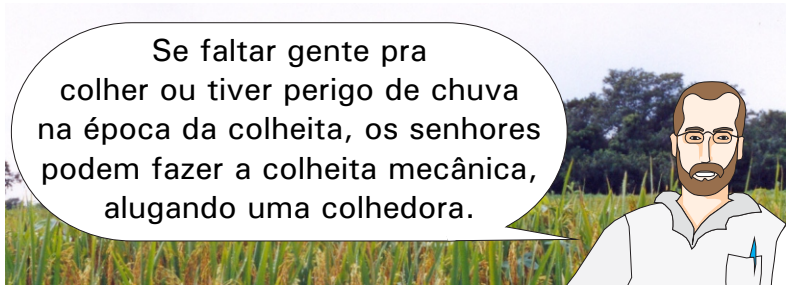 Se faltar gente pra
colher ou tiver perigo de chuva
na época da colheita, os senhores
podem fazer a colheita mecânica,
alugando uma colhedora.